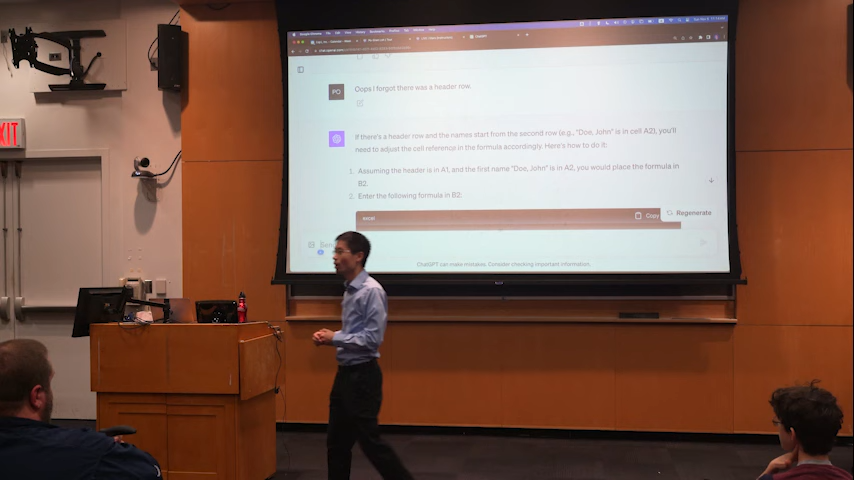 Oops I forgot there was a header row.
PO
If there's a header row and the names start from the second row (e.g., "Doe, John" is in cell A2), you'll
need to adjust the cell reference in the formula accordingly. Here's how to do it:
1. Assuming the header is in A1, and the first name "Doe, John" is in A2, you would place the formula in
B2.
2. Enter the following formula in B2:
excel
Copy
Regenerate
Send
ChatGPT can make mistakes. Consider checking important information.
EXIT